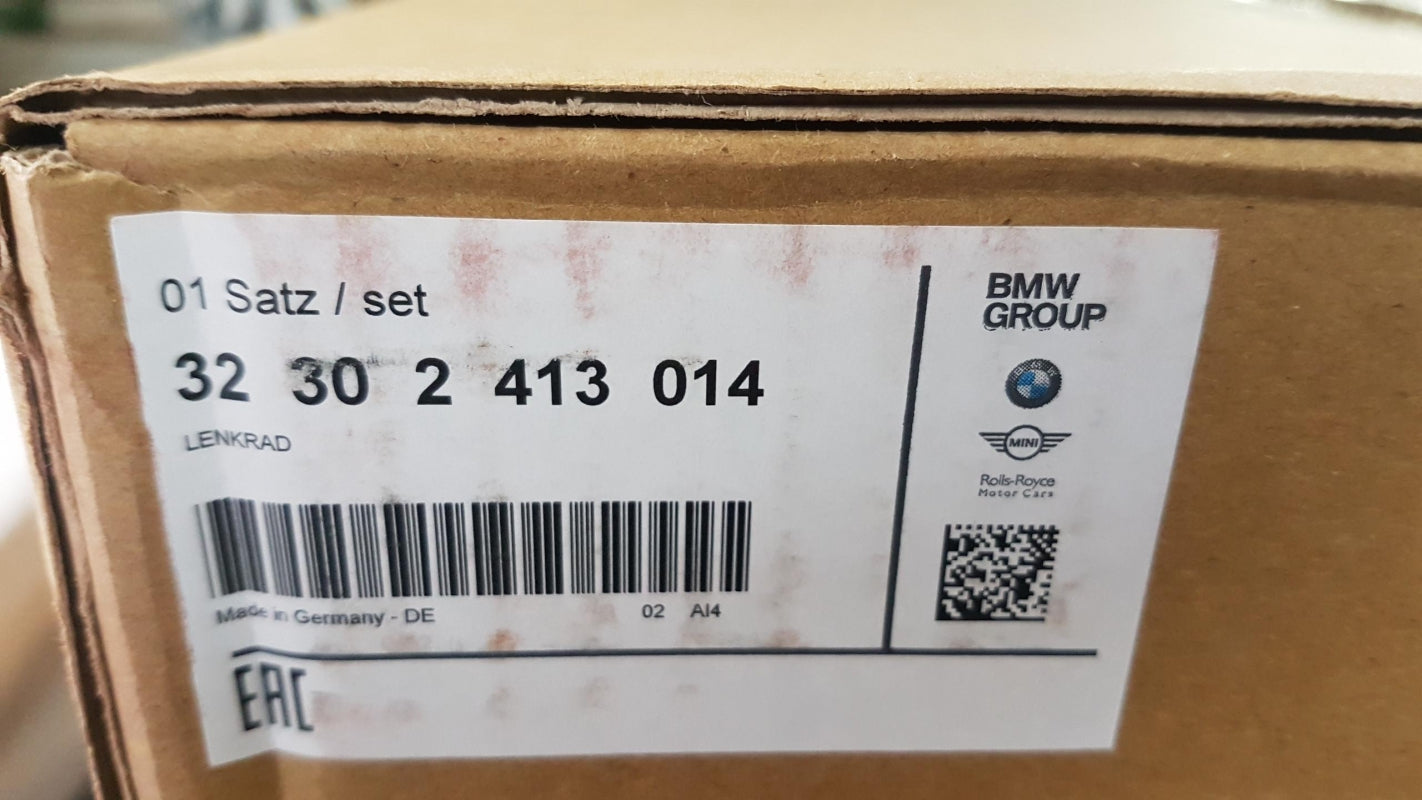 01 Satz / set
32 30 2 413 014
LENKRAD
Made in Germany - DE
02 AI4
EAC
BMW
GROUP
MINI
Rolls-Royce
Motor Cars